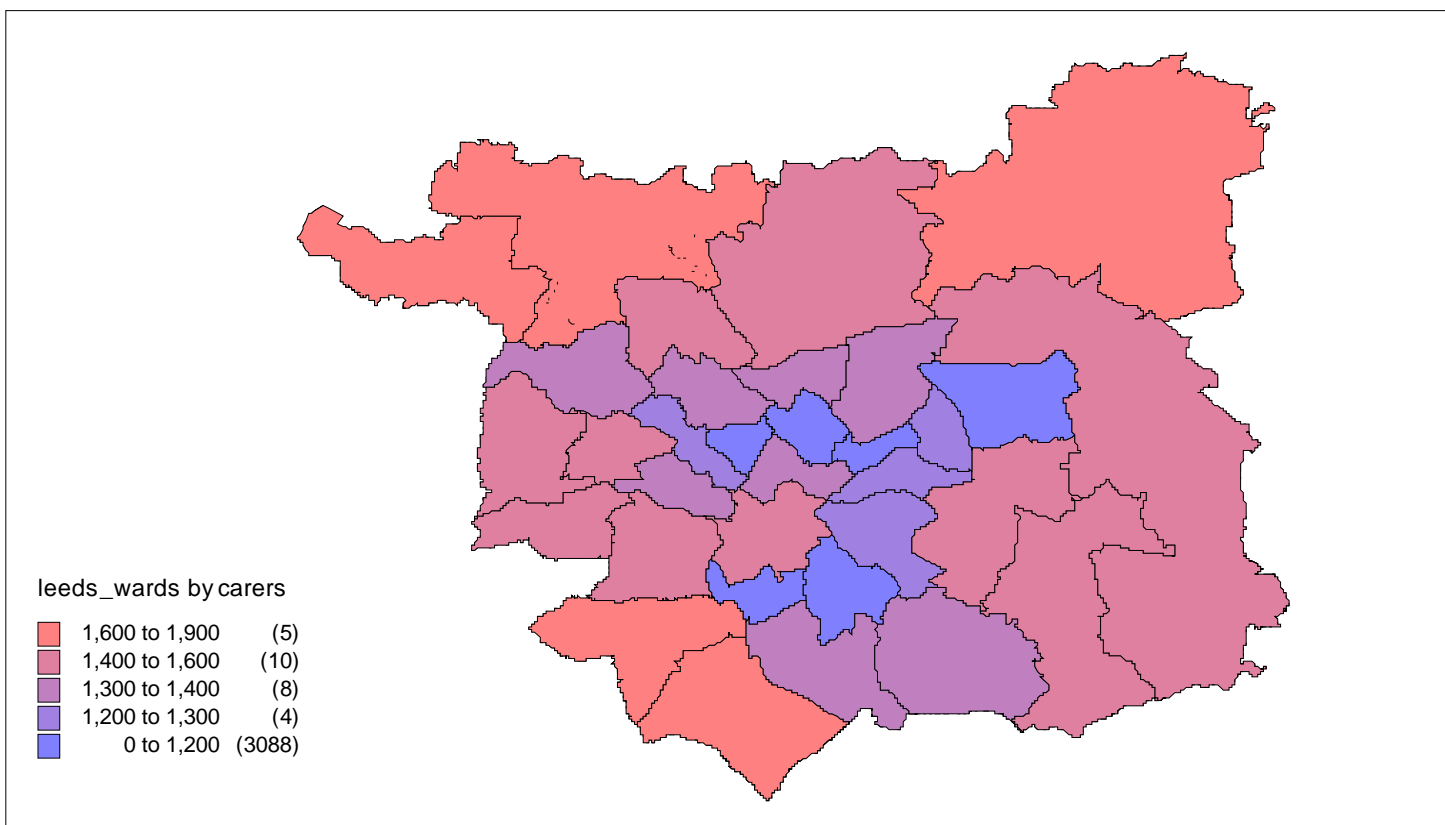 leeds_wards by carers
1,600 to 1,900 (5)
1,400 to 1,600 (10)
1,300 to 1,400 (8)
1,200 to 1,300 (4)
0 to 1,200 (3088)